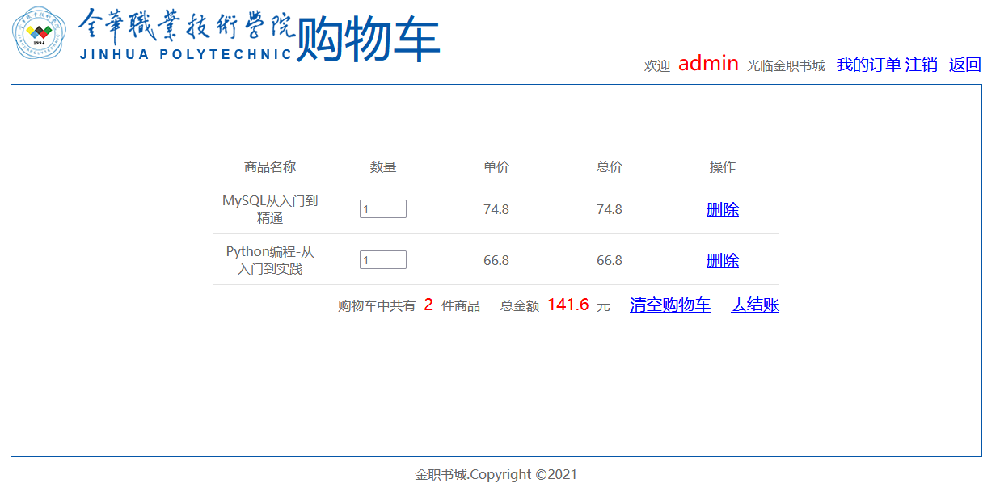 金華職業技術學院 购物车
JINHUA POLYTECHNIC
1994
欢迎 admin 光临金职书城 我的订单 注销 返回
商品名称 数量 单价 总价 操作
MySQL从入门到
精通
1 74.8 74.8 删除
Python编程-从
入门到实践
1 66.8 66.8 删除
购物车中共有 2 件商品 总金额 141.6 元 清空购物车 去结账
金职书城.Copyright ©2021